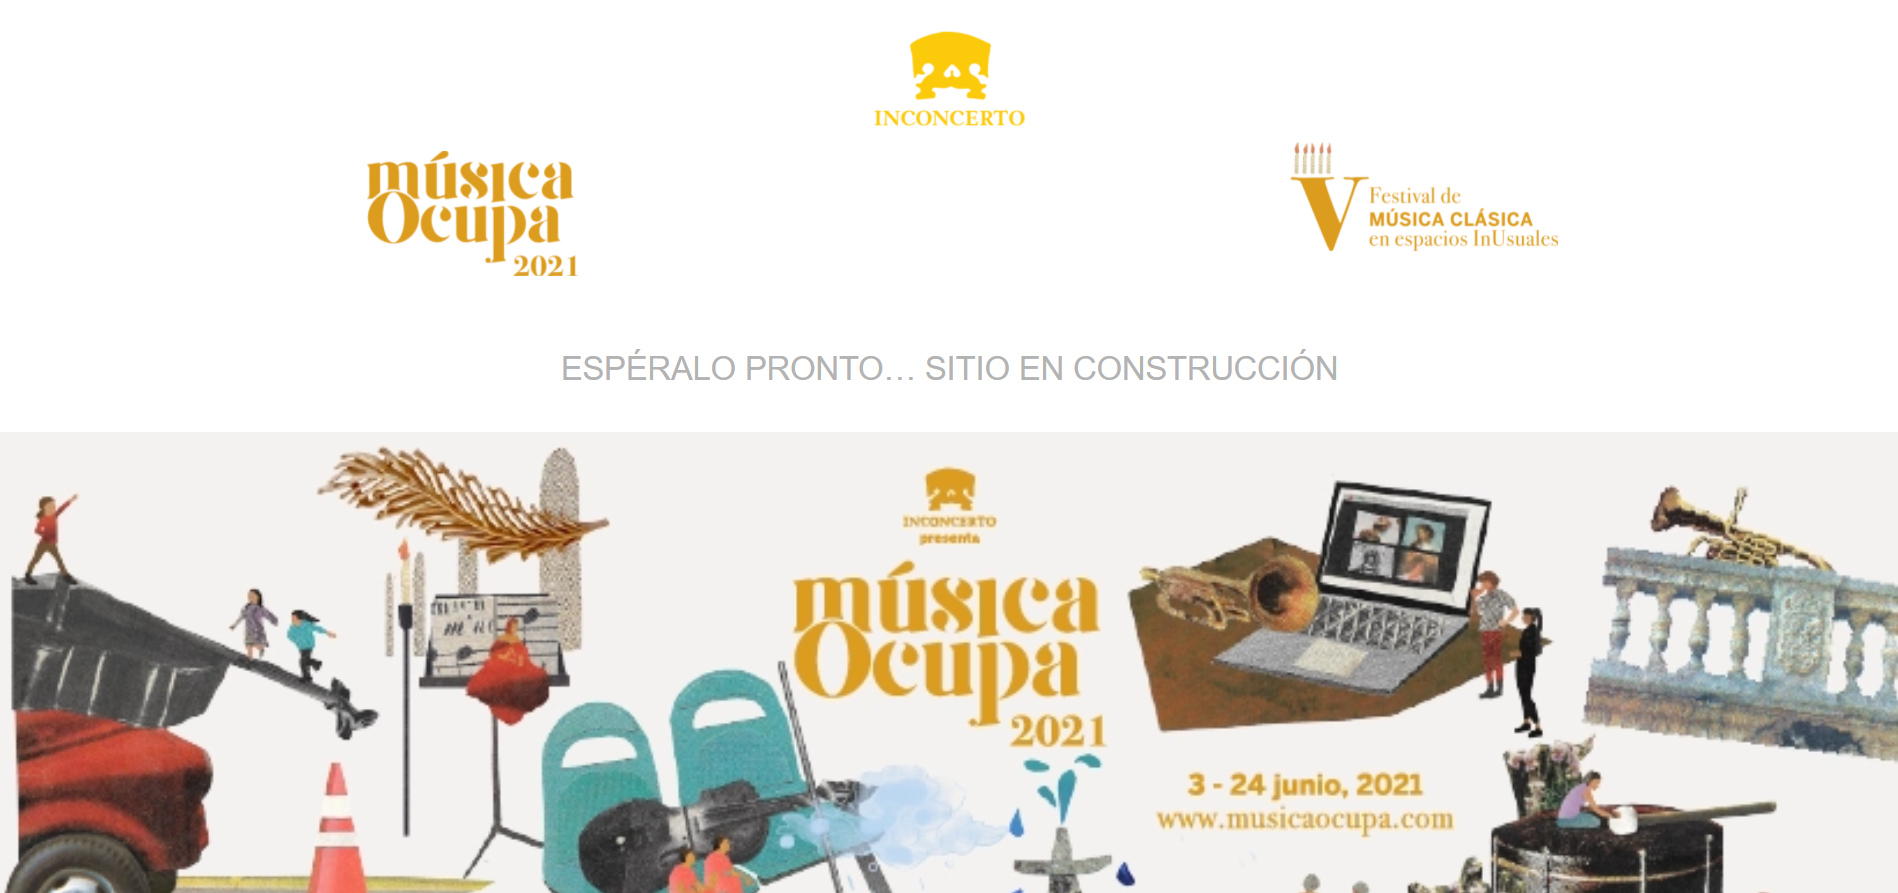 INCONCERTO
música
Ocupa
2021
V
Festival de
MÚSICA CLÁSICA
en espacios InUsuales
ESPÉRALO PRONTO... SITIO EN CONSTRUCCIÓN
INCONCERTO
presenta
música
Ocupa
2021
3 - 24 junio, 2021
www.musicaocupa.com